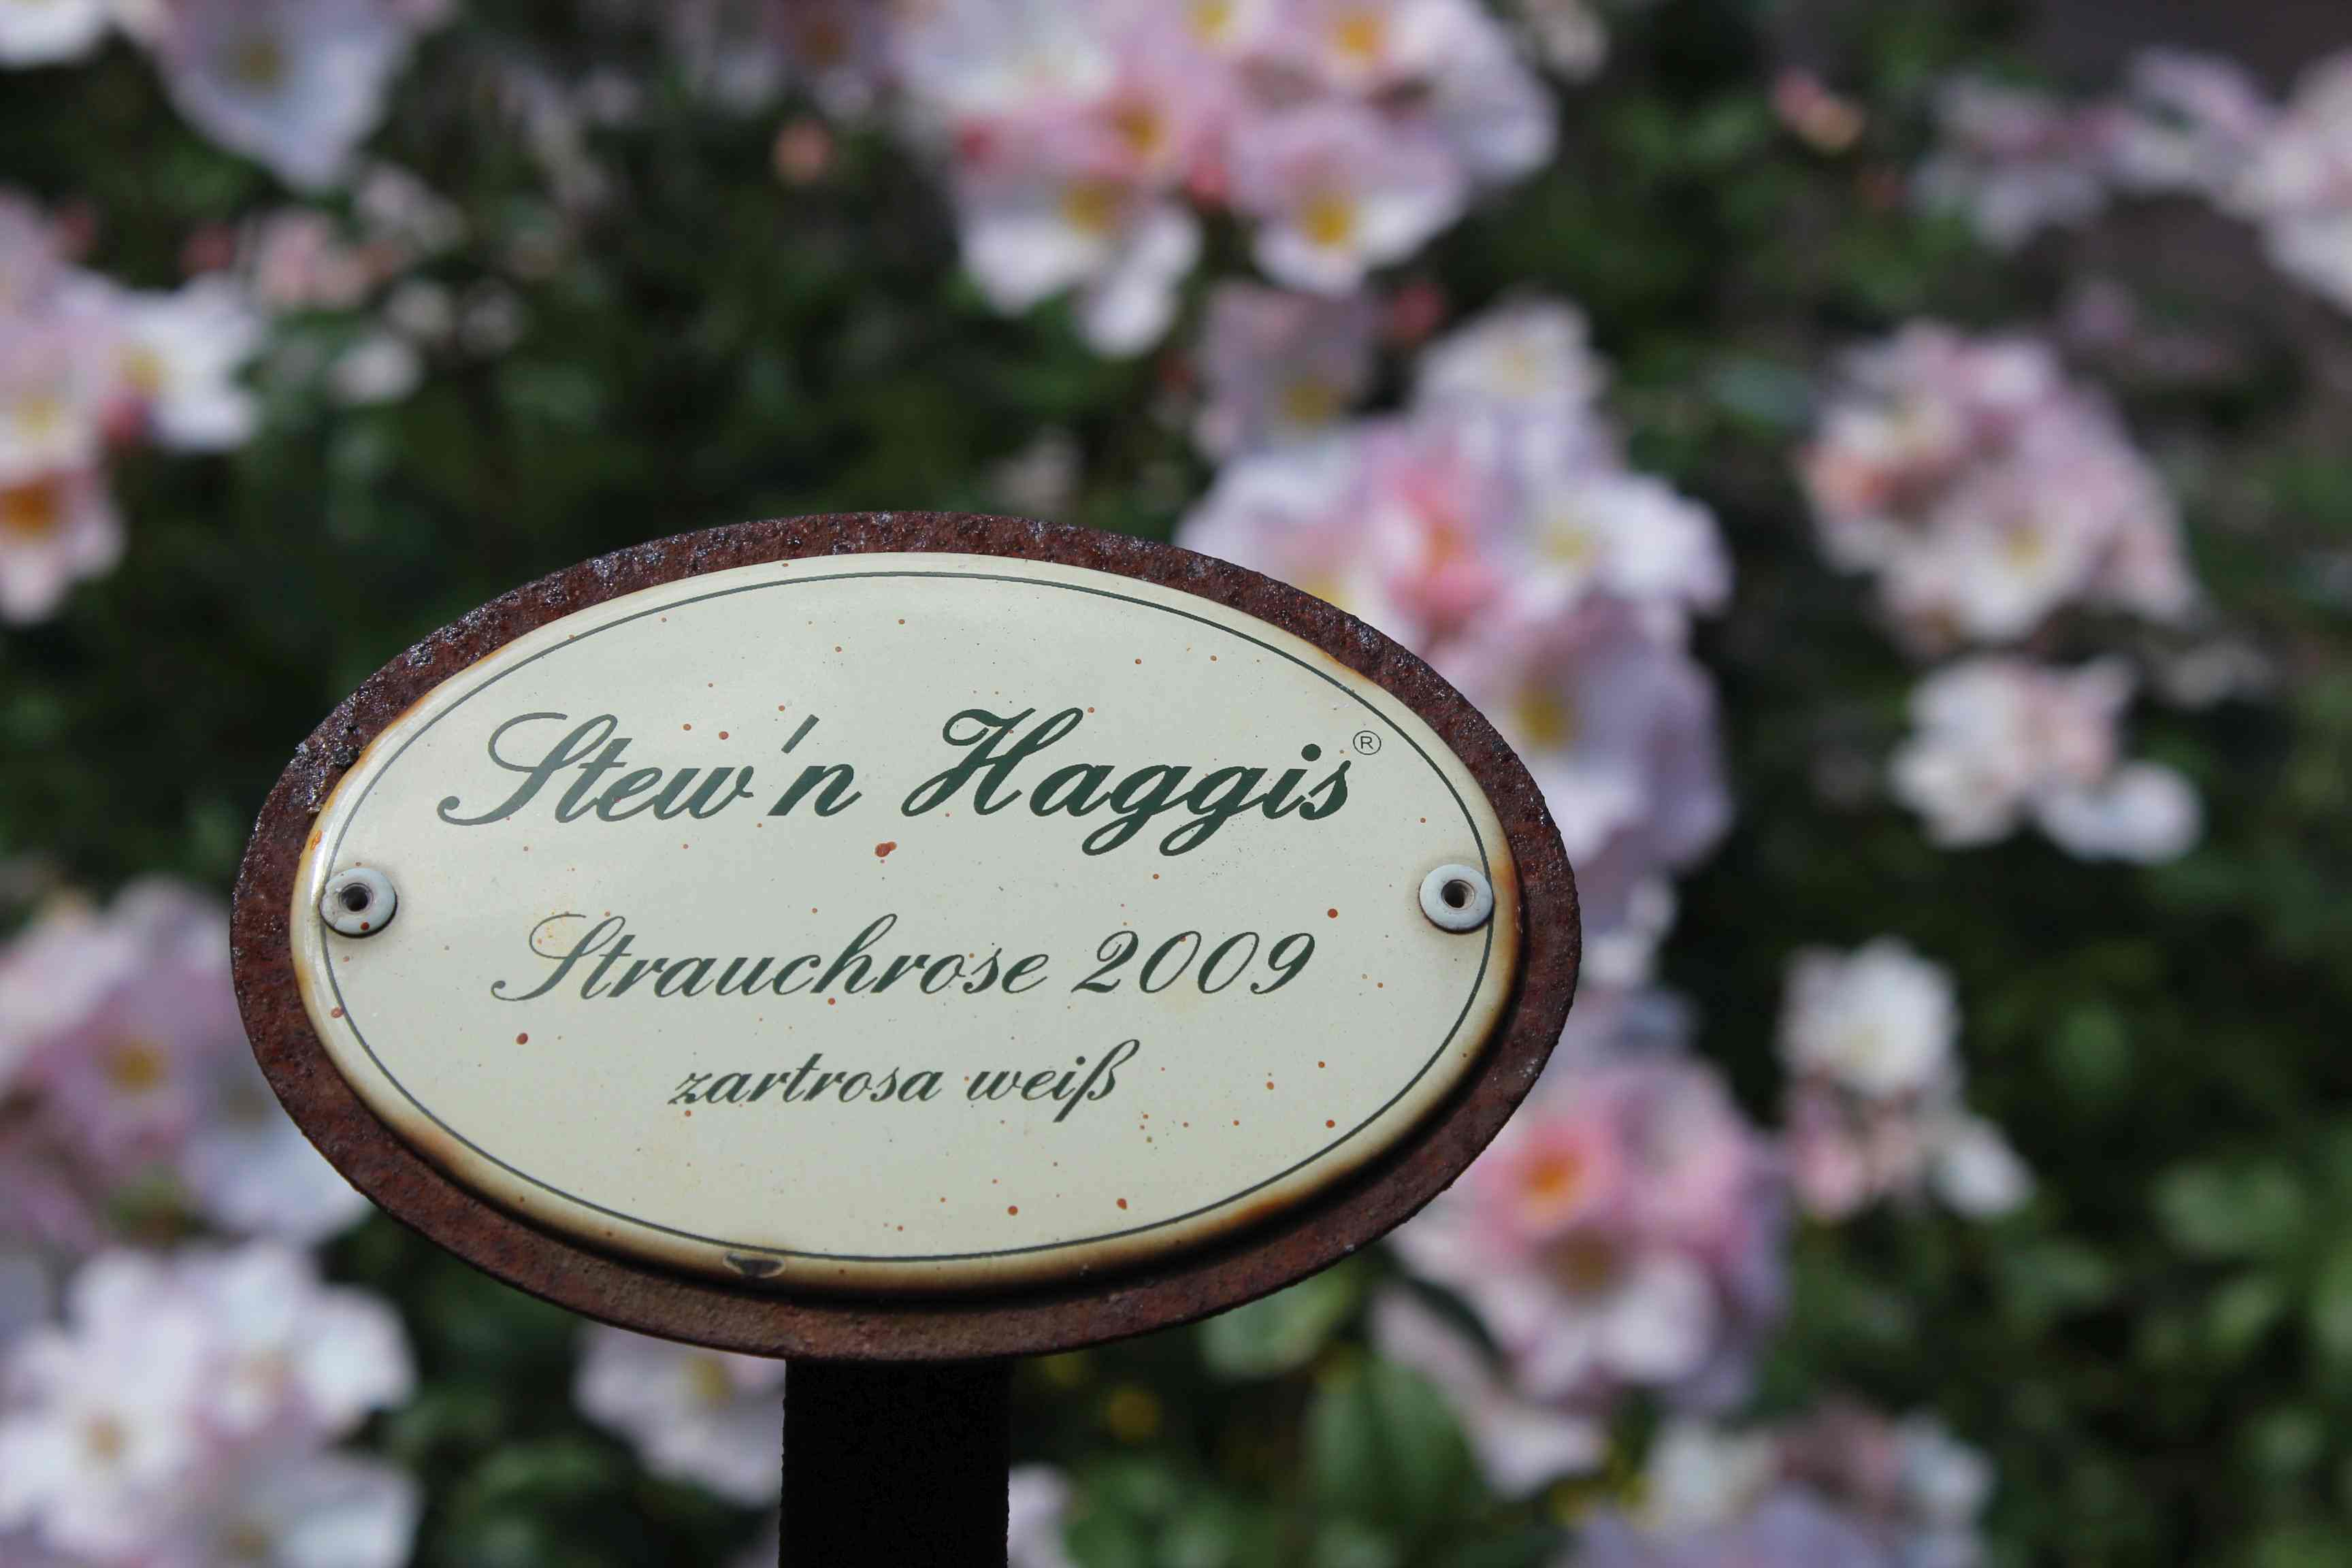 Stew'n Haggis®
Strauchrose 2009
zartrosa weiß